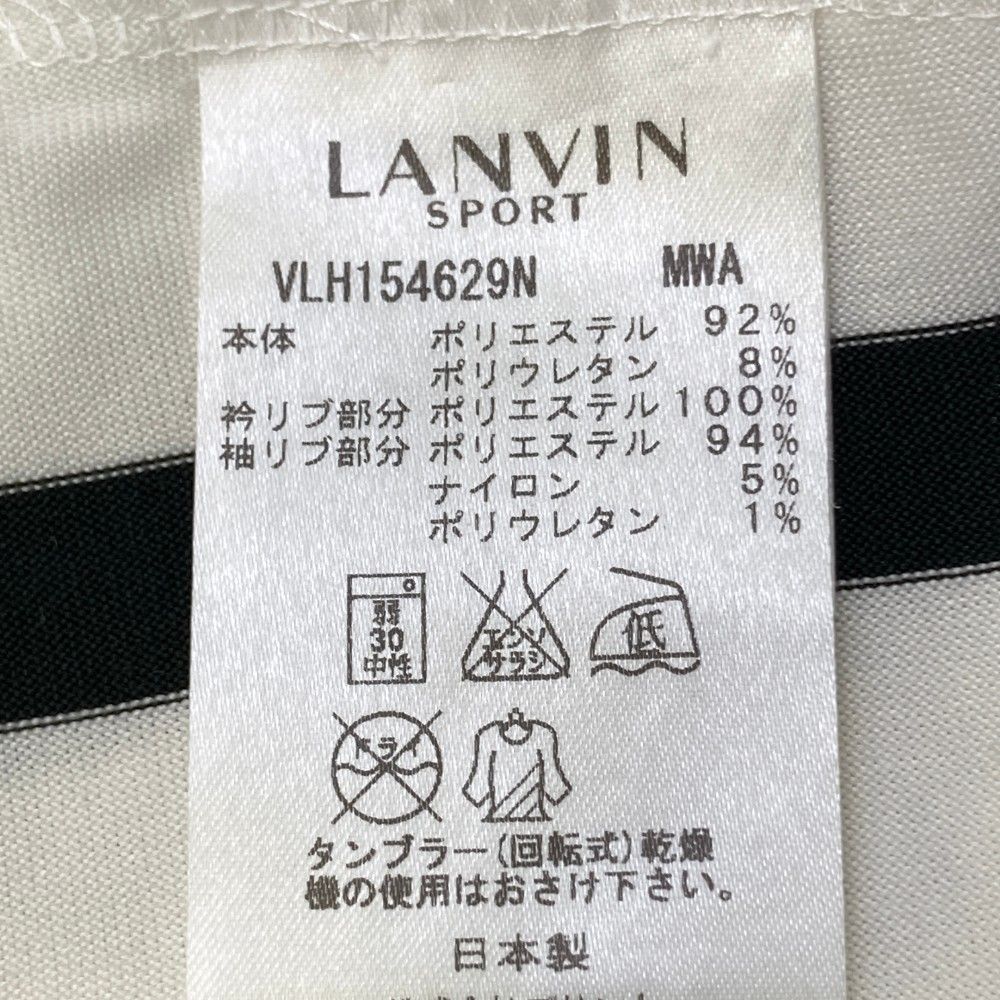 LANVIN
SPORT
VLH154629N MWA
本体 ポリエステル 92%
ポリウレタン 8%
衿リブ部分 ポリエステル 100%
袖リブ部分 ポリエステル 94%
ナイロン 5%
ポリウレタン 1%
弱
30
中性
エンソ
サラシ
低
ドライ
タンブラー(回転式)乾燥
機の使用はおさけ下さい。
日本製